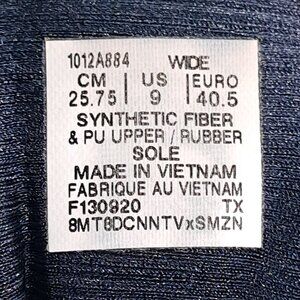 1012A884 WIDE
CM US EURO
25.75 9 40.5
SYNTHETIC FIBER
& PU UPPER / RUBBER
SOLE
MADE IN VIETNAM
FABRIQUE AU VIETNAM
F130920 TX
8MT8DCNNTVxSMZN